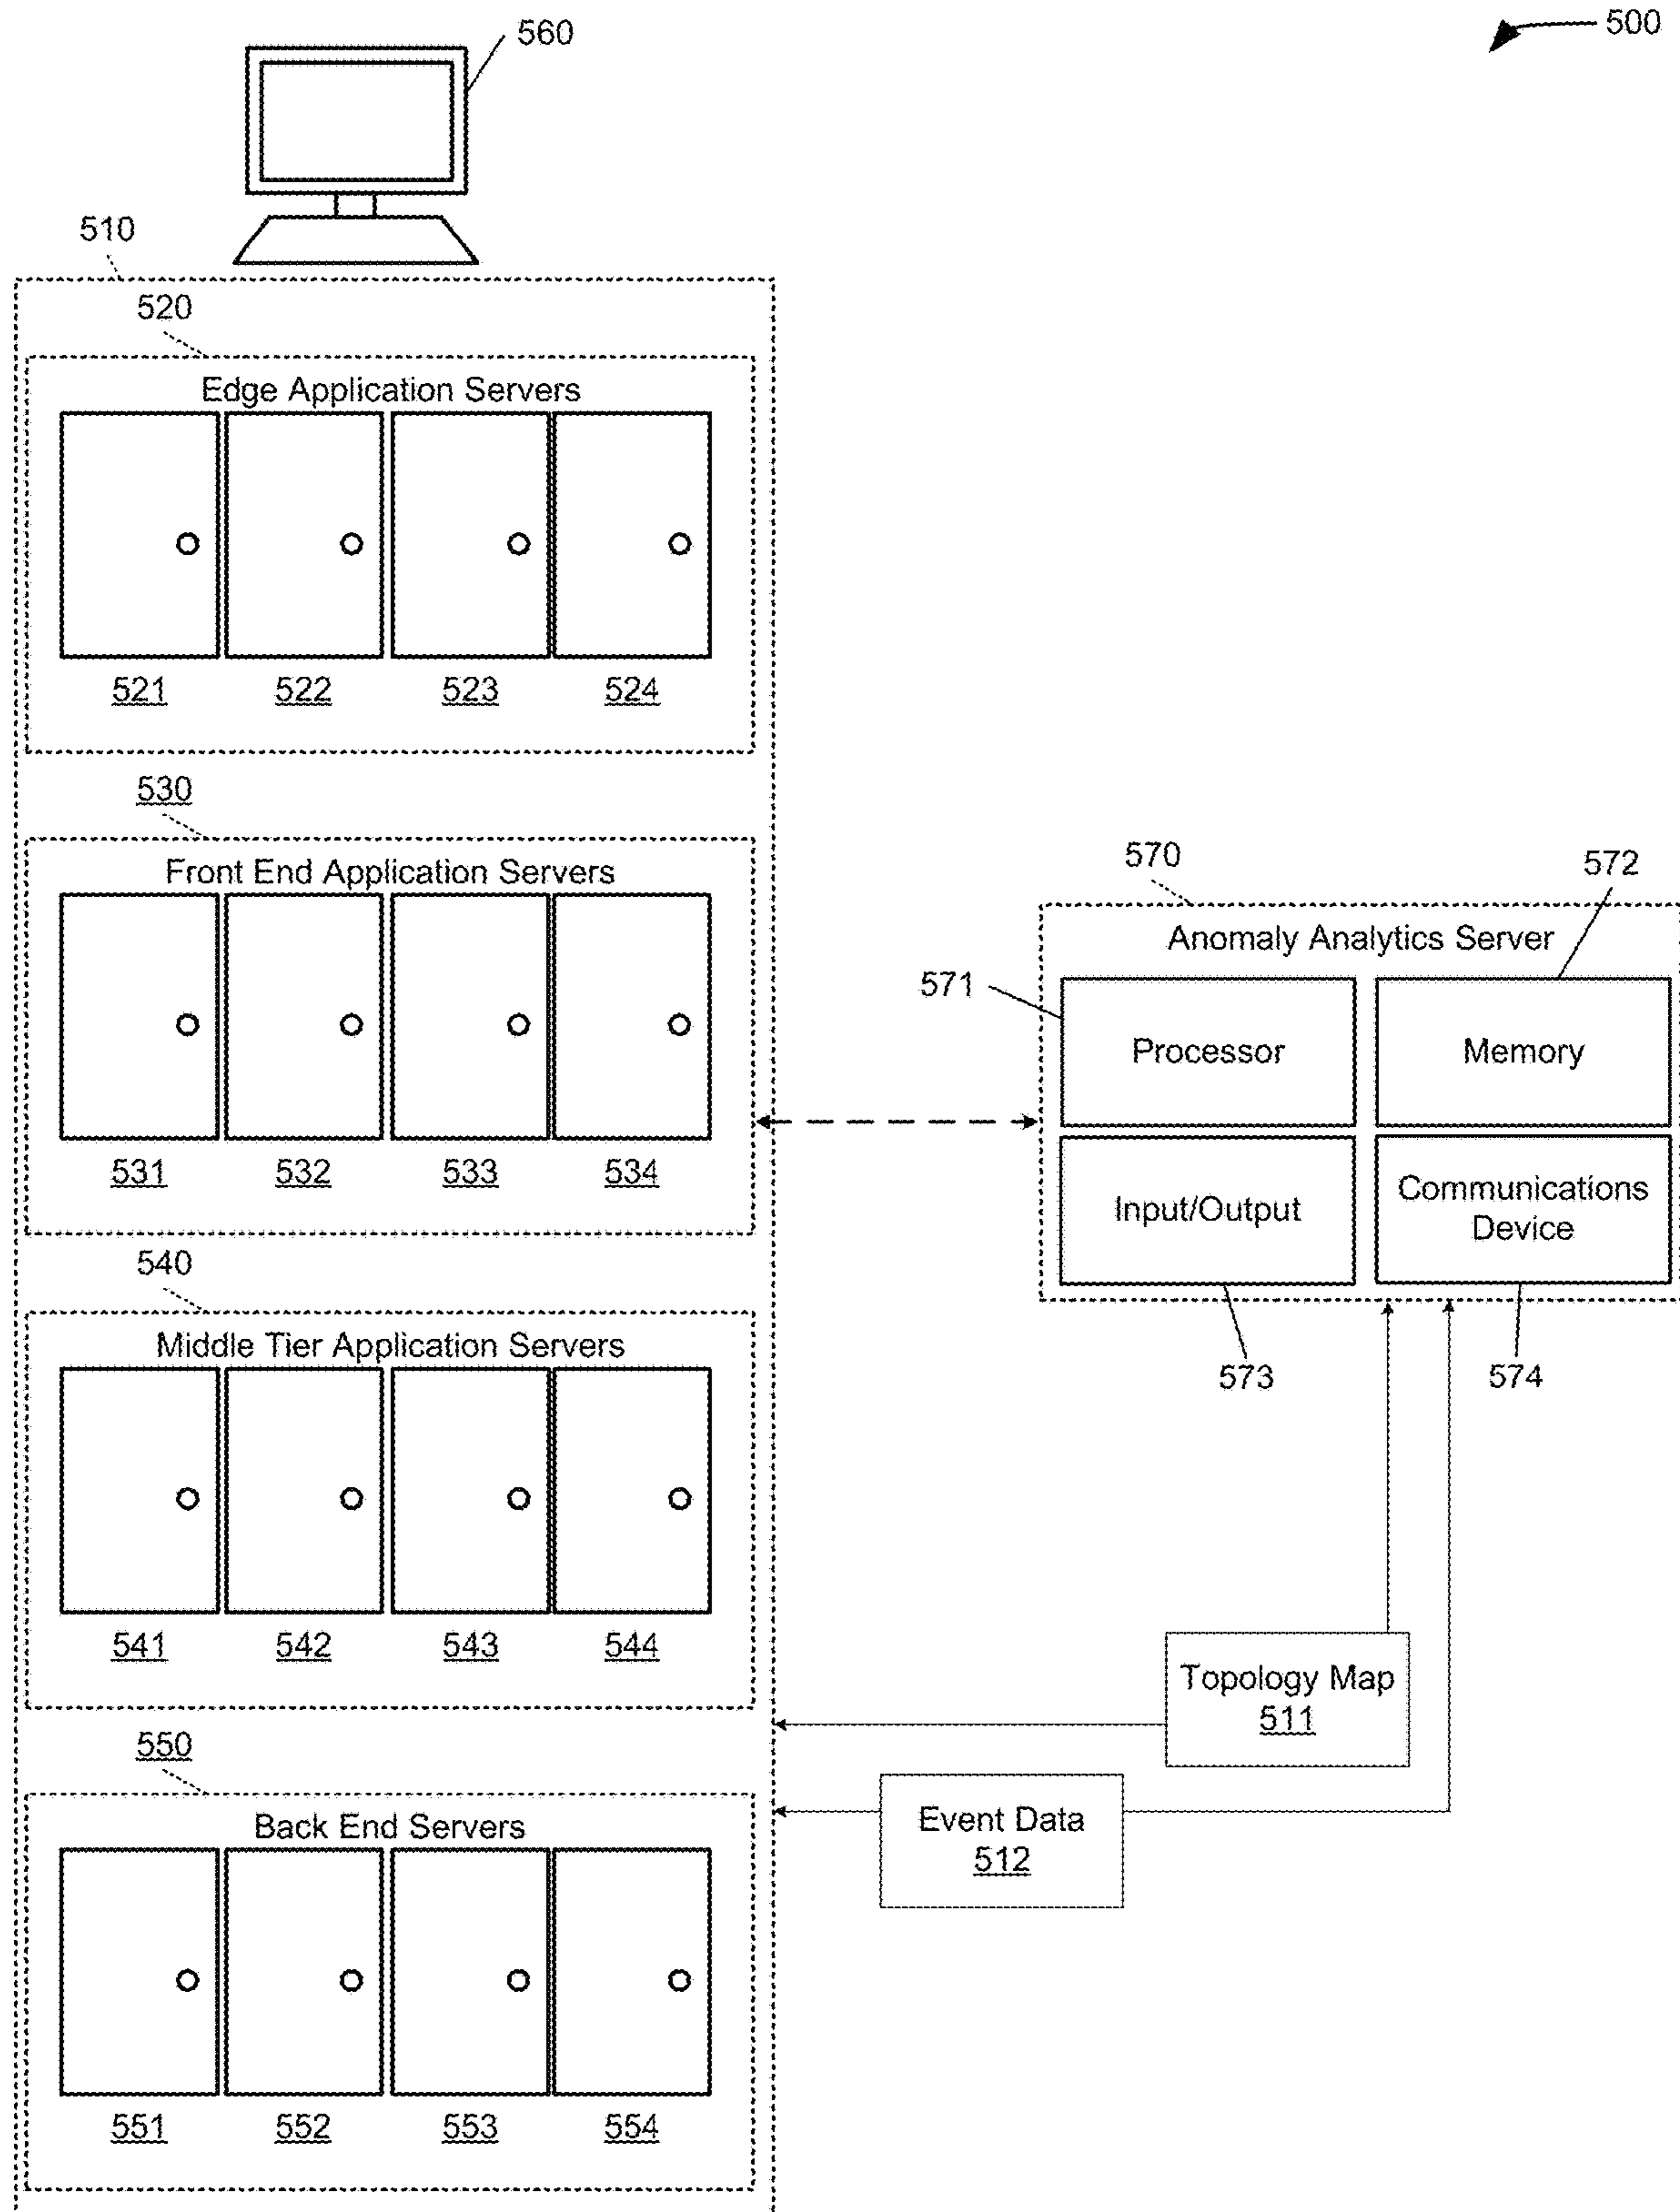 560
500
510
520
Edge Application Servers
521 522 523 524
530
Front End Application Servers
531 532 533 534
570
572
Anomaly Analytics Server
571
Processor
Memory
Input/Output
Communications
Device
573
574
540
Middle Tier Application Servers
541 542 543 544
Topology Map
511
550
Event Data
512
Back End Servers
551 552 553 554